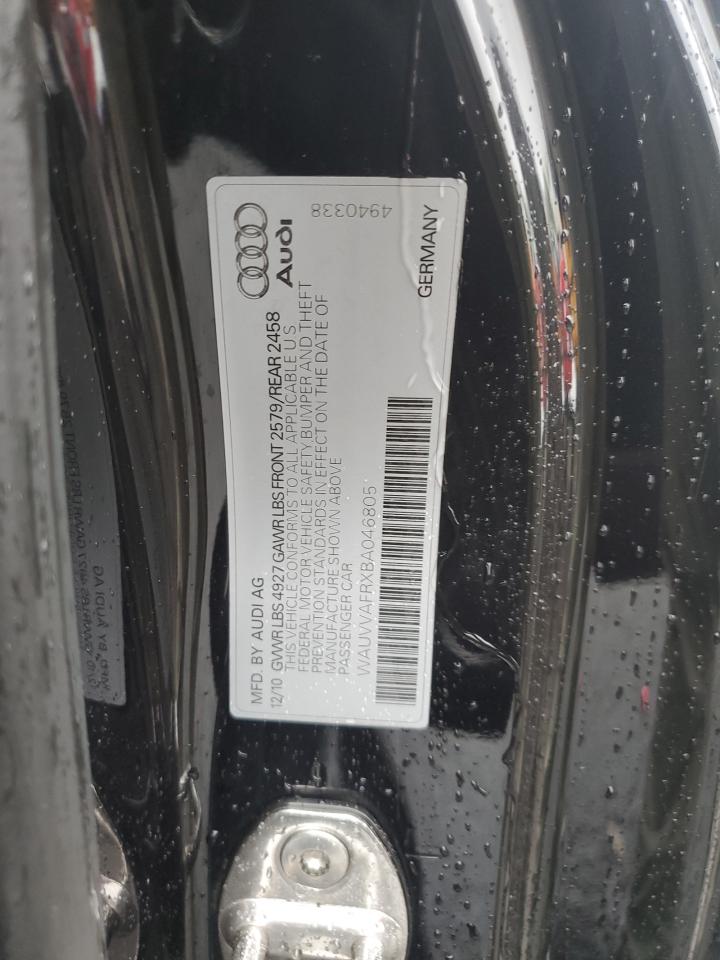 Audi
MFD. BY AUDI AG
12/10 GVWR LBS 4927 GAWR LBS FRONT 2579/REAR 2458
THIS VEHICLE CONFORMS TO ALL APPLICABLE U S
FEDERAL MOTOR VEHICLE SAFETY, BUMPER AND THEFT
PREVENTION STANDARDS IN EFFECT ON THE DATE OF
MANUFACTURE SHOWN ABOVE
PASSENGER CAR
4940338
WAUVVAFRXBA046805
GERMANY